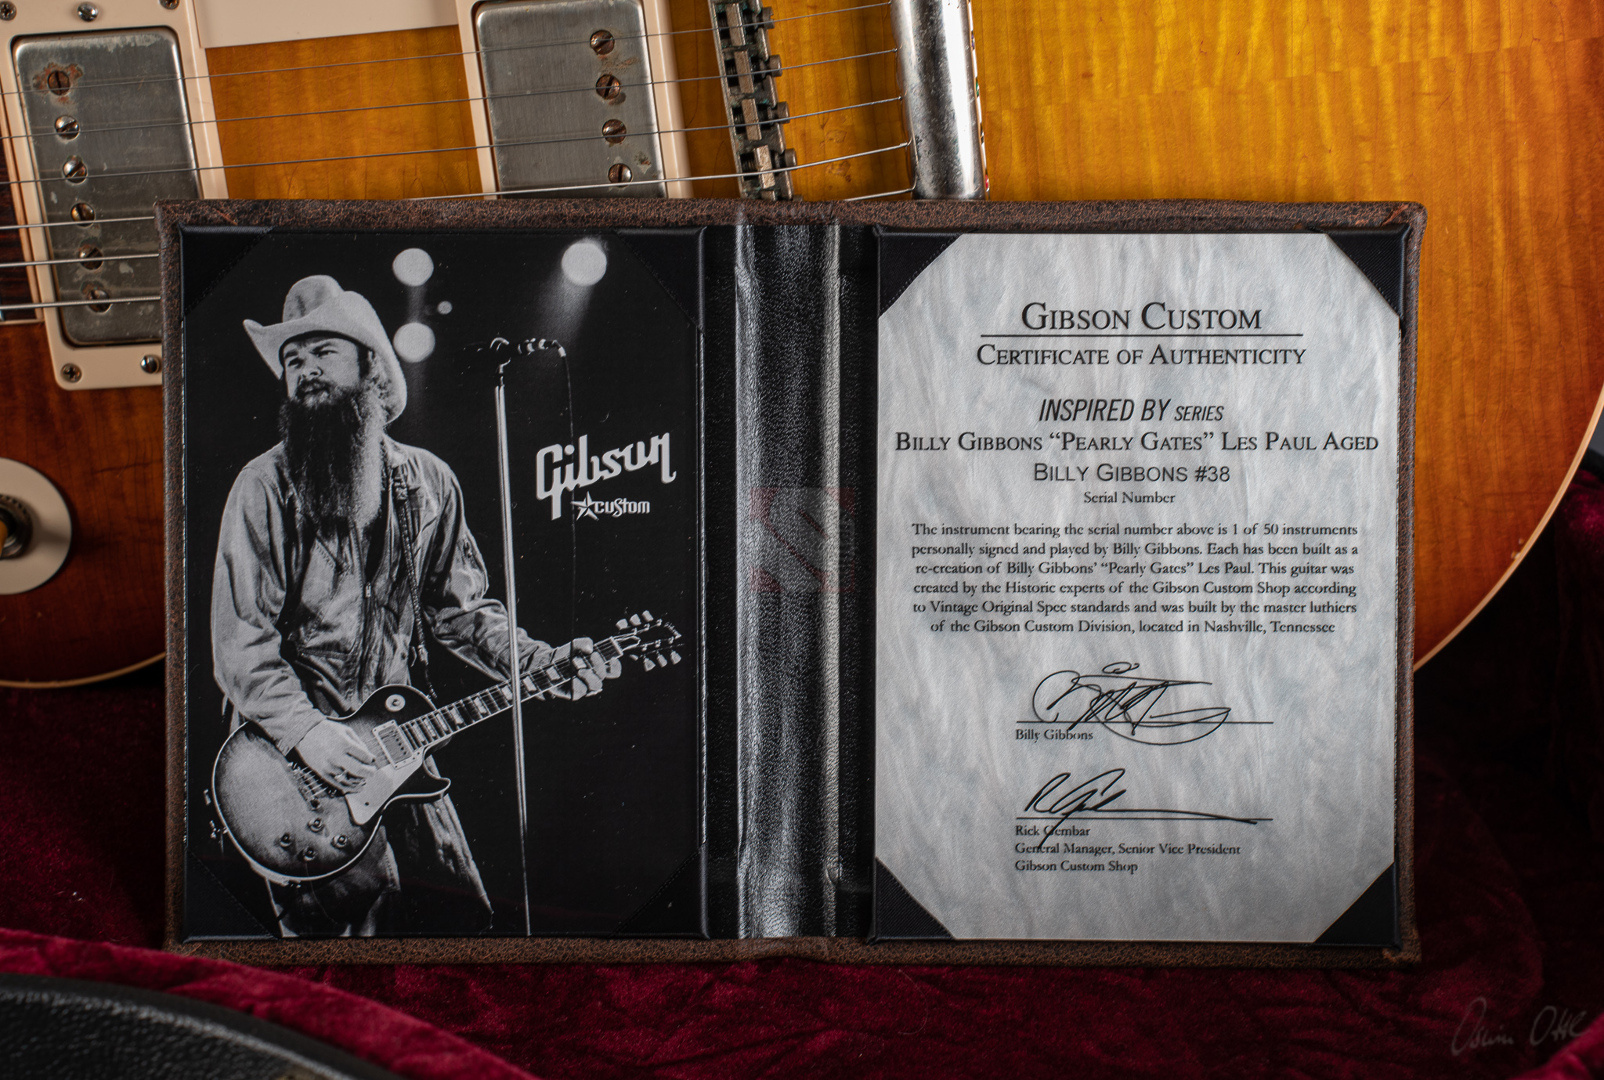 Gibson
Custom
GIBSON CUSTOM
CERTIFICATE OF AUTHENTICITY
INSPIRED BY SERIES
BILLY GIBBONS “PEARLY GATES” LES PAUL AGED
BILLY GIBBONS #38
Serial Number
The instrument bearing the serial number above is 1 of 50 instruments
personally signed and played by Billy Gibbons. Each has been built as a
re-creation of Billy Gibbons’ “Pearly Gates” Les Paul. This guitar was
created by the Historic experts of the Gibson Custom Shop according
to Vintage Original Spec standards and was built by the master luthiers
of the Gibson Custom Division, located in Nashville, Tennessee
Billy Gibbons
Rick Gembar
General Manager, Senior Vice President
Gibson Custom Shop